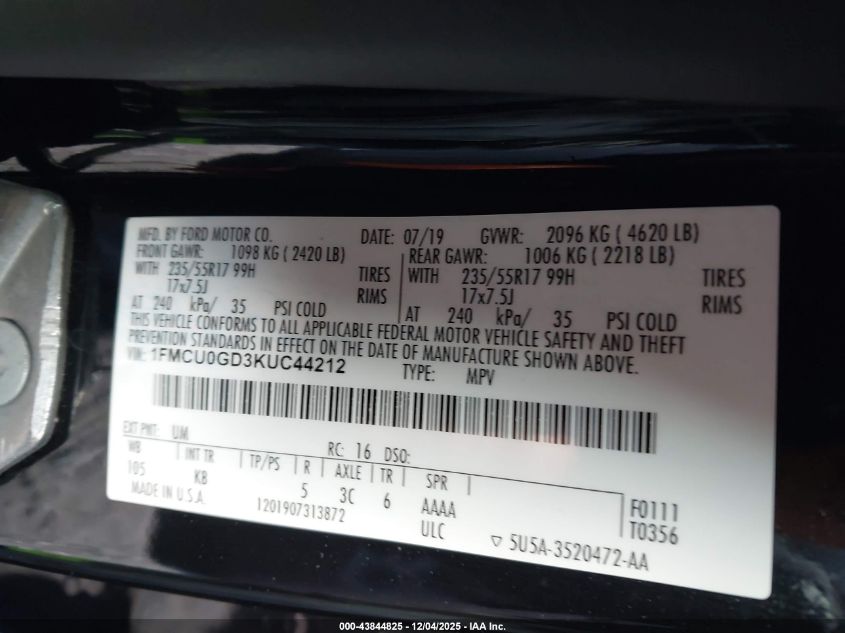 MFD. BY FORD MOTOR CO. DATE: 07/19 GVWR: 2096 KG ( 4620 LB)
FRONT GAWR: 1098 KG ( 2420 LB) REAR GAWR: 1006 KG ( 2218 LB)
WITH 235/55R17 99H TIRES WITH 235/55R17 99H TIRES
17x7.5J RIMS 17x7.5J RIMS
AT 240 kPa/ 35 PSI COLD AT 240 kPa/ 35 PSI COLD
THIS VEHICLE CONFORMS TO ALL APPLICABLE FEDERAL MOTOR VEHICLE SAFETY AND THEFT
PREVENTION STANDARDS IN EFFECT ON THE DATE OF MANUFACTURE SHOWN ABOVE.
VIN: 1FMCU0GD3KUC44212 TYPE: MPV
EXT PNT: UM RC: 16 DSO:
WB INT TR TP/PS R AXLE TR SPR
105 K8 5 3C 6 AAAA F0111
MADE IN U.S.A. 1201907313872 ULC T0356
▽ 5U5A-3520472-AA
000-43844825 - 12/04/2025 - IAA Inc.